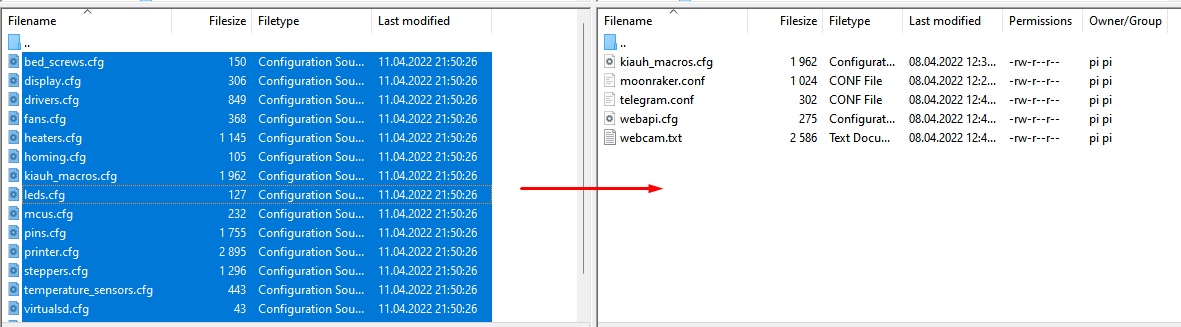 Filename Filesize Filetype Last modified
..
bed_screws.cfg 150 Configuration Sou... 11.04.2022 21:50:26
display.cfg 306 Configuration Sou... 11.04.2022 21:50:26
drivers.cfg 849 Configuration Sou... 11.04.2022 21:50:26
fans.cfg 368 Configuration Sou... 11.04.2022 21:50:26
heaters.cfg 1 145 Configuration Sou... 11.04.2022 21:50:26
homing.cfg 105 Configuration Sou... 11.04.2022 21:50:26
kiauh_macros.cfg 1 962 Configuration Sou... 11.04.2022 21:50:26
leds.cfg 127 Configuration Sou... 11.04.2022 21:50:26
mcus.cfg 232 Configuration Sou... 11.04.2022 21:50:26
pins.cfg 1 755 Configuration Sou... 11.04.2022 21:50:26
printer.cfg 2 895 Configuration Sou... 11.04.2022 21:50:26
steppers.cfg 1 296 Configuration Sou... 11.04.2022 21:50:26
temperature_sensors.cfg 443 Configuration Sou... 11.04.2022 21:50:26
virtualsd.cfg 43 Configuration Sou... 11.04.2022 21:50:26
Filename Filesize Filetype Last modified Permissions Owner/Group
..
kiauh_macros.cfg 1 962 Configurat... 08.04.2022 12:3... -rw-r--r-- pi pi
moonraker.conf 1 024 CONF File 08.04.2022 12:4... -rw-r--r-- pi pi
telegram.conf 302 CONF File 08.04.2022 12:4... -rw-r--r-- pi pi
webapi.cfg 275 Configurat... 08.04.2022 12:4... -rw-r--r-- pi pi
webcam.txt 2 586 Text Docu... 08.04.2022 12:4... -rw-r--r-- pi pi